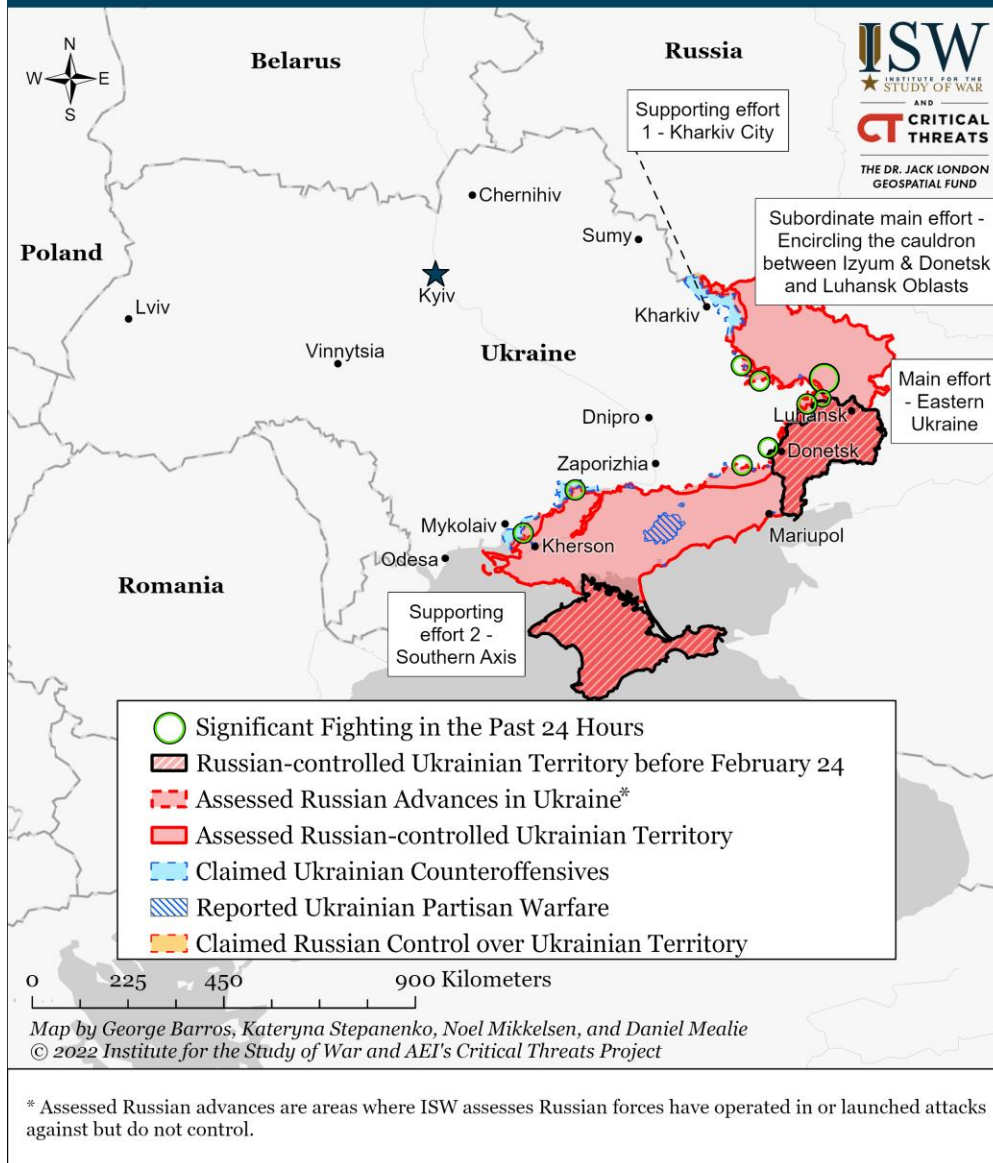 N
W E
S
Belarus
Russia
ISW
INSTITUTE FOR THE
STUDY OF WAR
AND
CT CRITICAL
THREATS
THE DR. JACK LONDON
GEOSPATIAL FUND
Supporting effort
1 - Kharkiv City
Chernihiv
Subordinate main effort -
Encircling the cauldron
between Izyum & Donetsk
and Luhansk Oblasts
Sumy
Poland
Kyiv
Lviv
Kharkiv
Vinnytsia
Ukraine
Main effort
- Eastern
Ukraine
Dnipro
Luhansk
Donetsk
Zaporizhia
Mykolaiv
Mariupol
Odesa
Kherson
Romania
Supporting
effort 2 -
Southern Axis
Significant Fighting in the Past 24 Hours
Russian-controlled Ukrainian Territory before February 24
Assessed Russian Advances in Ukraine*
Assessed Russian-controlled Ukrainian Territory
Claimed Ukrainian Counteroffensives
Reported Ukrainian Partisan Warfare
Claimed Russian Control over Ukrainian Territory
0 225 450 900 Kilometers
Map by George Barros, Kateryna Stepanenko, Noel Mikkelsen, and Daniel Mealie
© 2022 Institute for the Study of War and AEI's Critical Threats Project
* Assessed Russian advances are areas where ISW assesses Russian forces have operated in or launched attacks
against but do not control.